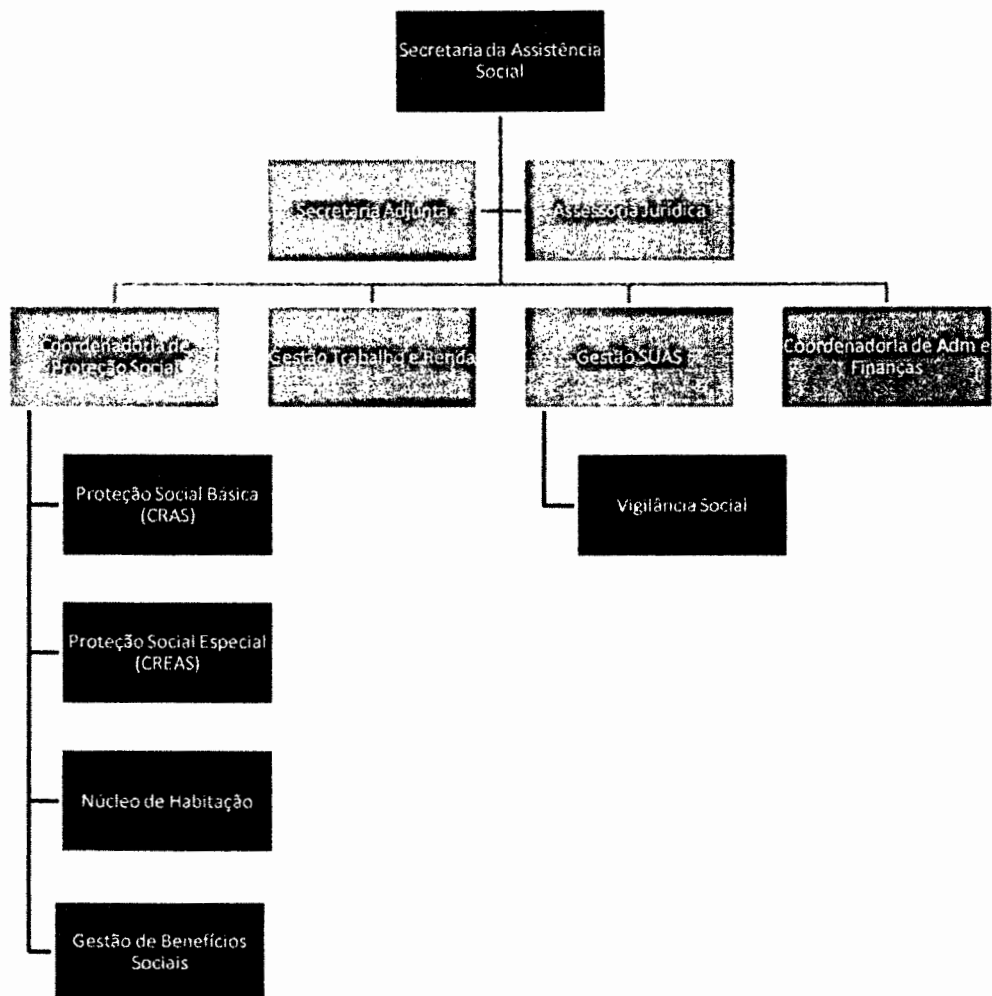 Secretaria da Assistência
Social
Secretaria Adjunta
Assessoria Jurídica
Coordenadoria de
Proteção Social
Gestão Trabalho e Renda
Gestão SUAS
Coordenadoria de Adm e
Finanças
Proteção Social Básica
(CRAS)
Vigilância Social
Proteção Social Especial
(CREAS)
Núcleo de Habitação
Gestão de Benefícios
Sociais